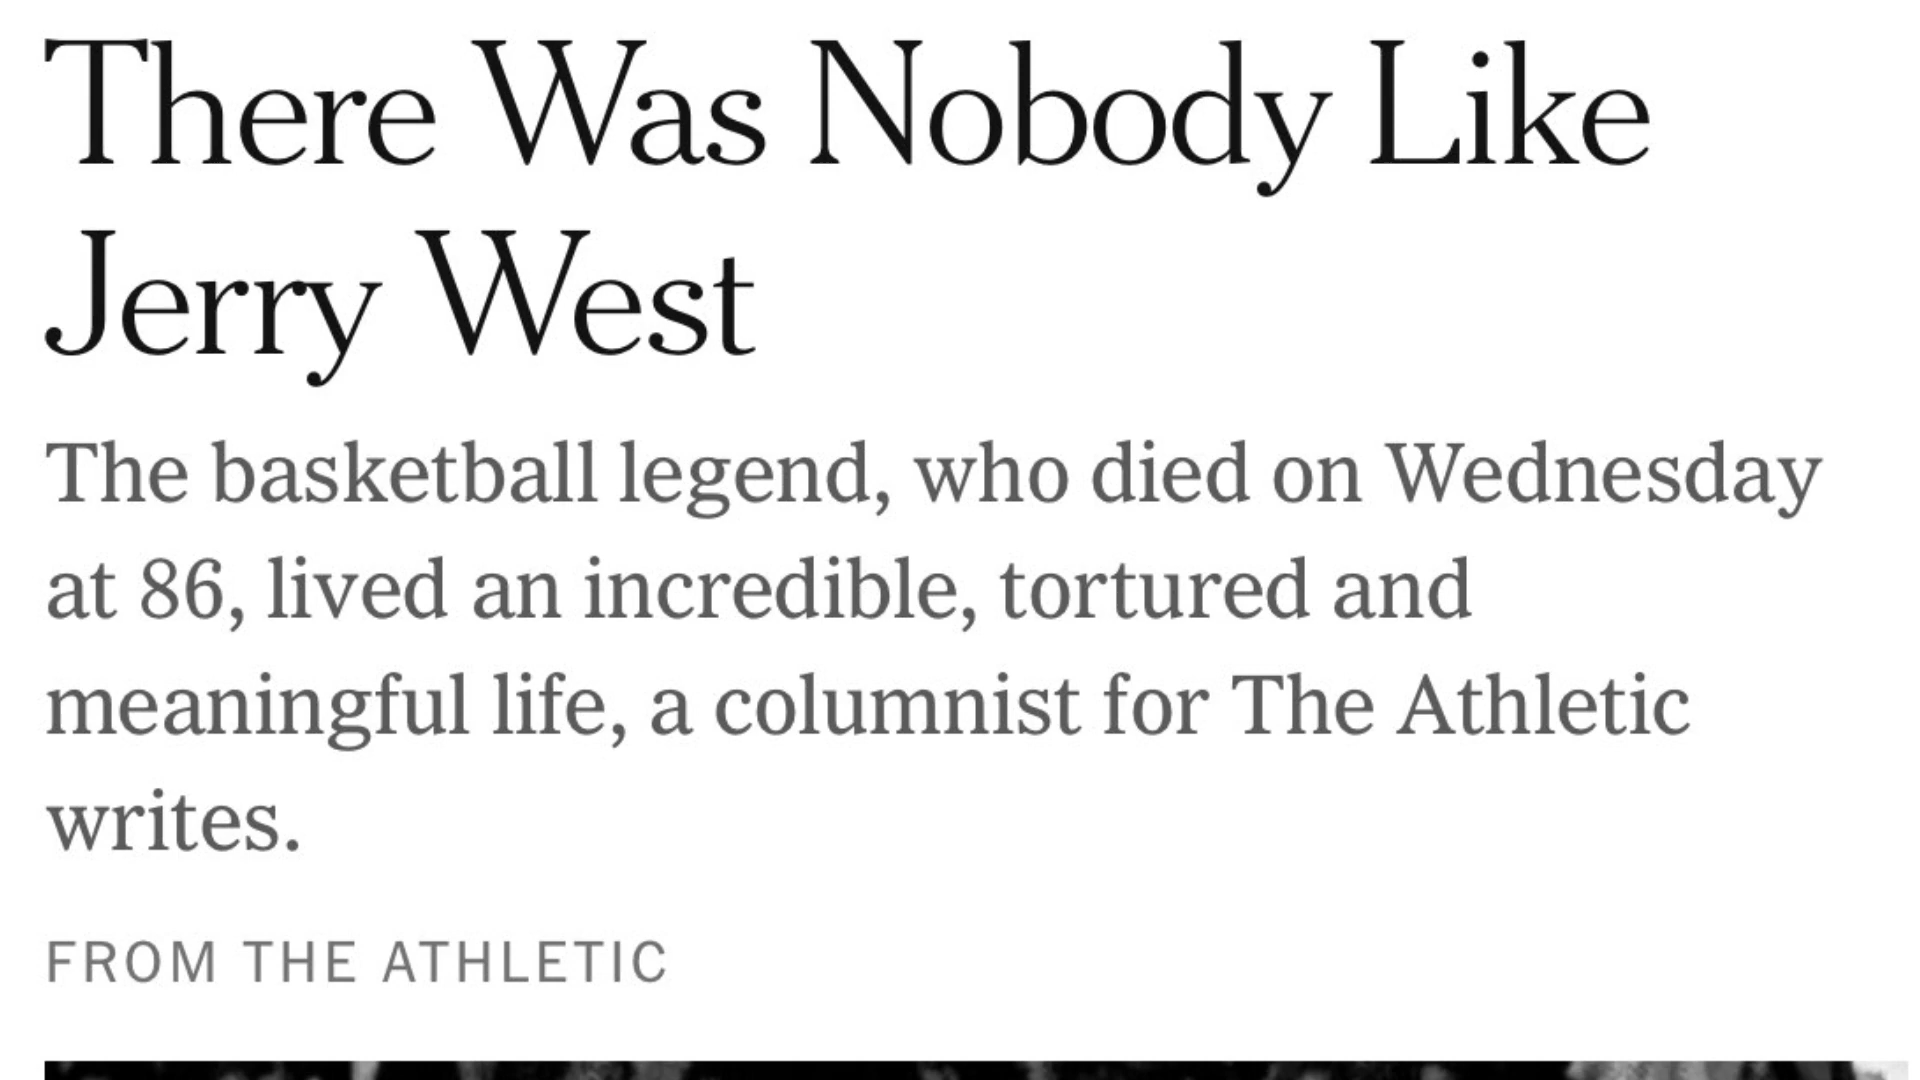 There Was Nobody Like
Jerry West
The basketball legend, who died on Wednesday
at 86, lived an incredible, tortured and
meaningful life, a columnist for The Athletic
writes.
FROM THE ATHLETIC